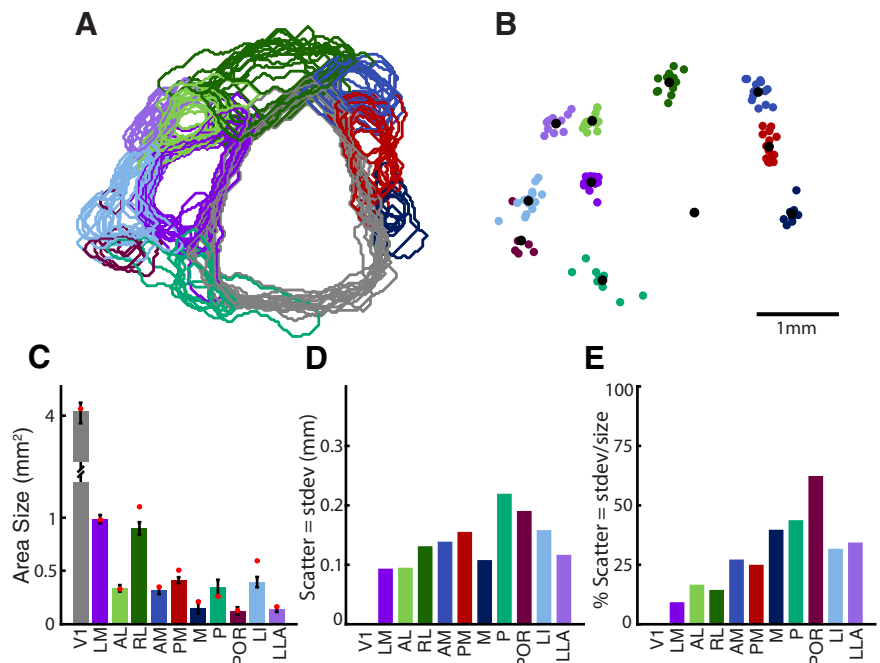 A
B
1mm
C
D
E
Area Size (mm²)
4
1
0.5
0
V1
LM
AL
RL
AM
PM
M
P
POR
LI
LLA
Scatter = stdev (mm)
0.3
0.2
0.1
0
V1
LM
AL
RL
AM
PM
M
P
POR
LI
LLA
% Scatter = stdev/size
100
75
50
25
0
V1
LM
AL
RL
AM
PM
M
P
POR
LI
LLA